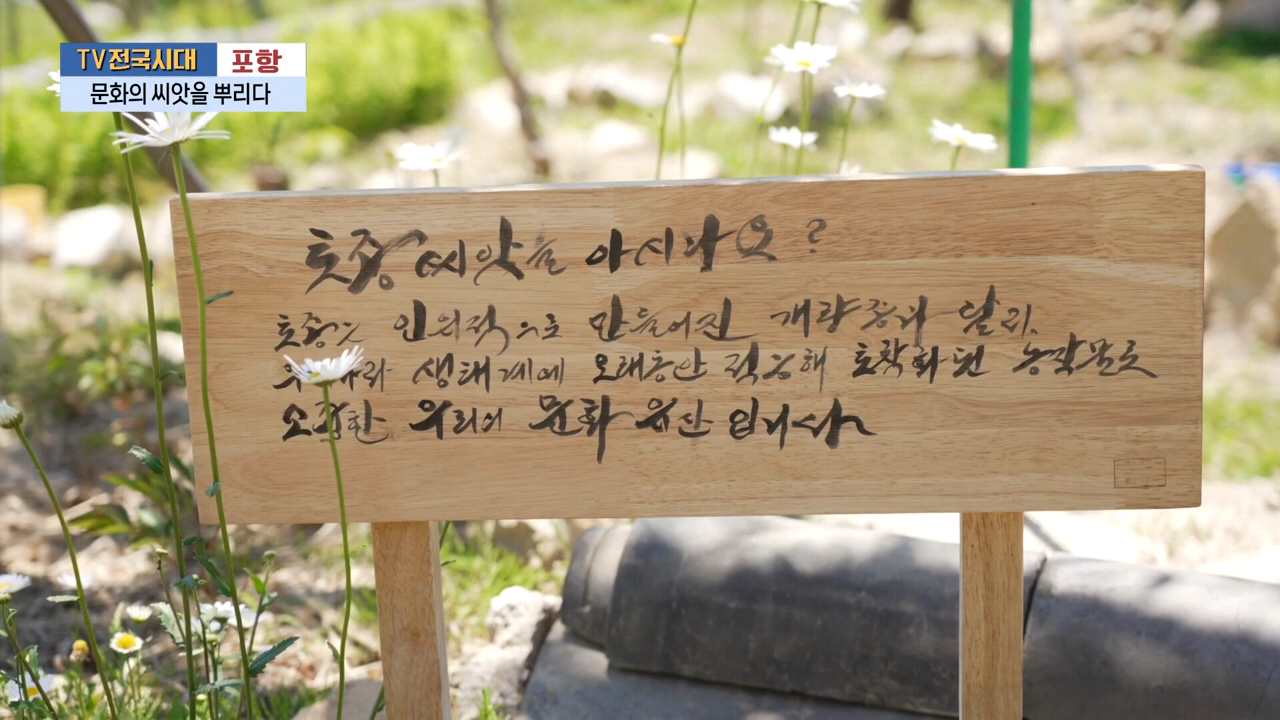 TV전국시대 포항
문화의 씨앗을 뿌리다
토종 씨앗을 아시나요?
토종은 인위적으로 만들어진 개량종과 달리,
우리나라 생태계에 오래동안 적응해 토착화된 농작물로
소중한 우리의 문화 유산 입니다